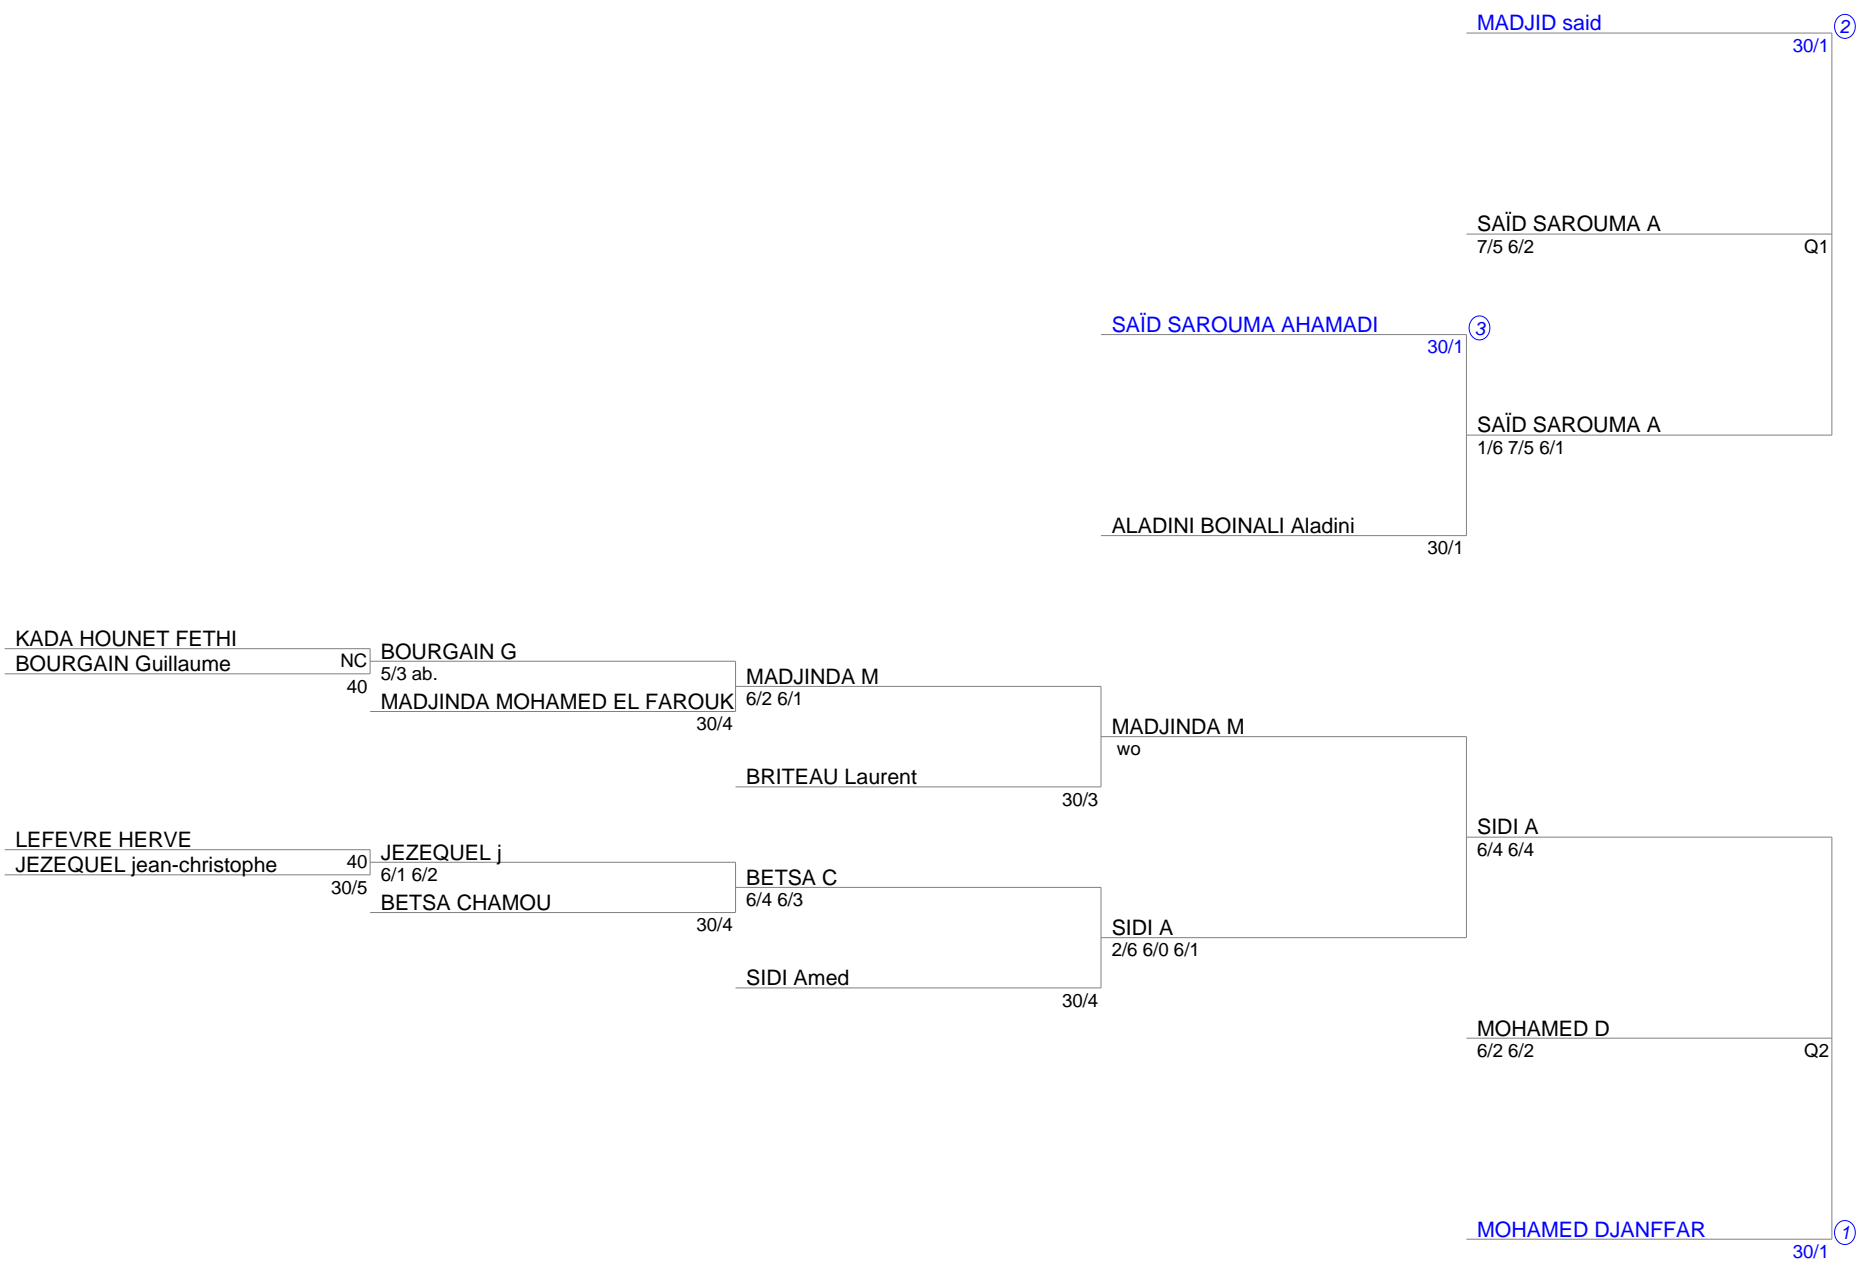 MADJID said
2
30/1
SAÏD SAROUMA A
7/5 6/2
Q1
SAÏD SAROUMA AHAMADI
3
30/1
SAÏD SAROUMA A
1/6 7/5 6/1
ALADINI BOINALI Aladini
30/1
KADA HOUNET FETHI
NC
BOURGAIN Guillaume
40
BOURGAIN G
5/3 ab.
MADJINDA MOHAMED EL FAROUK
30/4
MADJINDA M
6/2 6/1
BRITEAU Laurent
30/3
MADJINDA M
wo
LEFEVRE HERVE
40
JEZEQUEL jean-christophe
30/5
JEZEQUEL j
6/1 6/2
BETSA CHAMOU
30/4
BETSA C
6/4 6/3
SIDI Amed
30/4
SIDI A
2/6 6/0 6/1
SIDI A
6/4 6/4
MOHAMED D
6/2 6/2
Q2
MOHAMED DJANFFAR
1
30/1